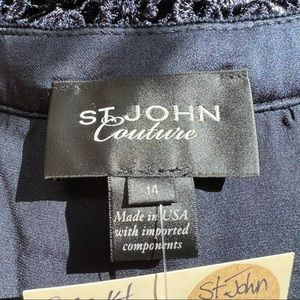 ST. JOHN
Couture
14
Made in USA
with imported
components
St. John